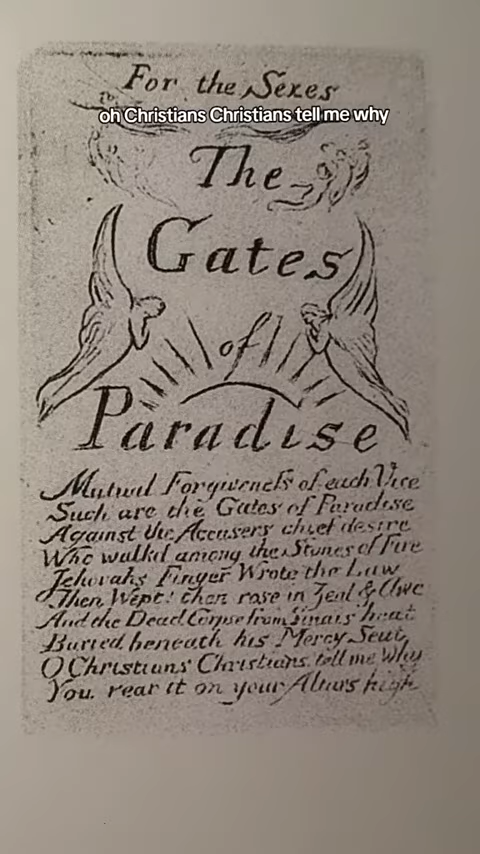 For the Sexes
oh Christians Christians tell me why
The
Gates
of
Paradise
Mutual Forgiveness of each Vice
Such are the Gates of Paradise
Against the Accusers chief desire
Who walkd among the Stones of Fire
Jehovahs Finger Wrote the Law
Then Wept! then rose in Zeal & Awe
And the Dead Corpse from Sinais heat
Buried beneath his Mercy Seat
O Christians Christians tell me Why
You rear it on your Altars high